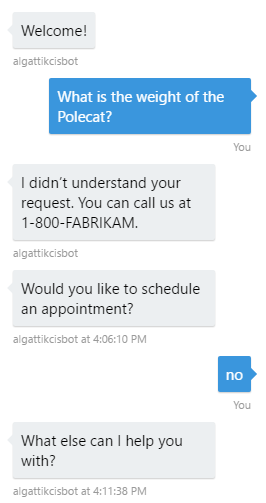 Welcome!
algattikcisbot
What is the weight of the
Polecat?
You
I didn't understand your
request. You can call us at
1-800-FABRIKAM.
algattikcisbot
Would you like to schedule
an appointment?
algattikcisbot at 4:06:10 PM
no
You
What else can I help you
with?
algattikcisbot at 4:11:38 PM